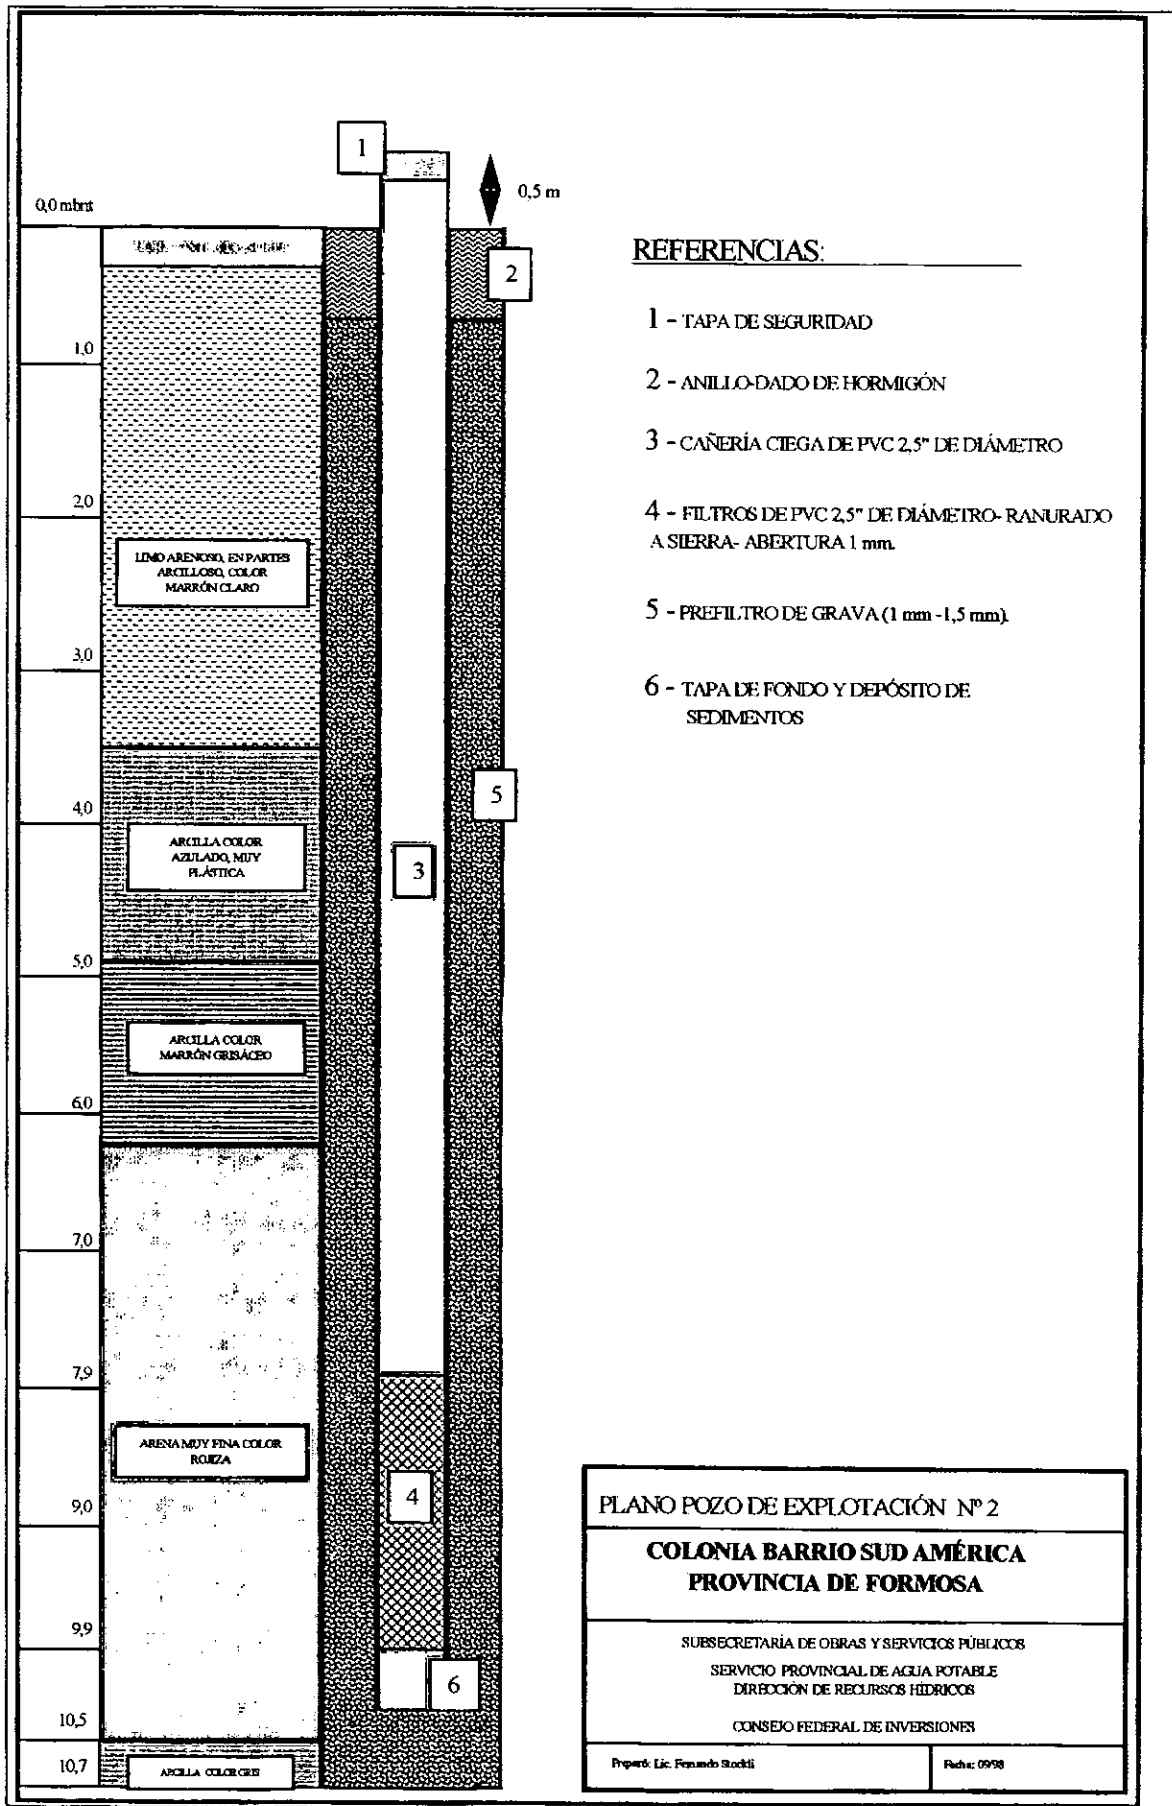 1
0,5 m
0,0 mbnt
2
REFERENCIAS:
1 - TAPA DE SEGURIDAD
2 - ANILLO-DADO DE HORMIGÓN
3 - CAÑERÍA CIEGA DE PVC 2,5" DE DIÁMETRO
4 - FILTROS DE PVC 2,5" DE DIÁMETRO- RANURADO
A SIERRA- ABERTURA 1 mm.
5 - PREFILTRO DE GRAVA (1 mm -1,5 mm).
6 - TAPA DE FONDO Y DEPÓSITO DE
SEDIMENTOS
1,0
2,0
LIMO ARENOSO, EN PARTES
ARCILLOSO, COLOR
MARRÓN CLARO
3,0
4,0
ARCILLA COLOR
AZULADO, MUY
PLÁSTICA
5
3
5,0
ARCILLA COLOR
MARRÓN GRISÁCEO
6,0
7,0
7,9
ARENA MUY FINA COLOR
ROJIZA
4
9,0
9,9
6
10,5
10,7
ARCILLA COLOR GRIS
PLANO POZO DE EXPLOTACIÓN Nº 2
COLONIA BARRIO SUD AMÉRICA
PROVINCIA DE FORMOSA
SUBSECRETARÍA DE OBRAS Y SERVICIOS PÚBLICOS
SERVICIO PROVINCIAL DE AGUA POTABLE
DIRECCIÓN DE RECURSOS HÍDRICOS
CONSEJO FEDERAL DE INVERSIONES
Preparó: Lic. Fernando
Fecha: 09/98